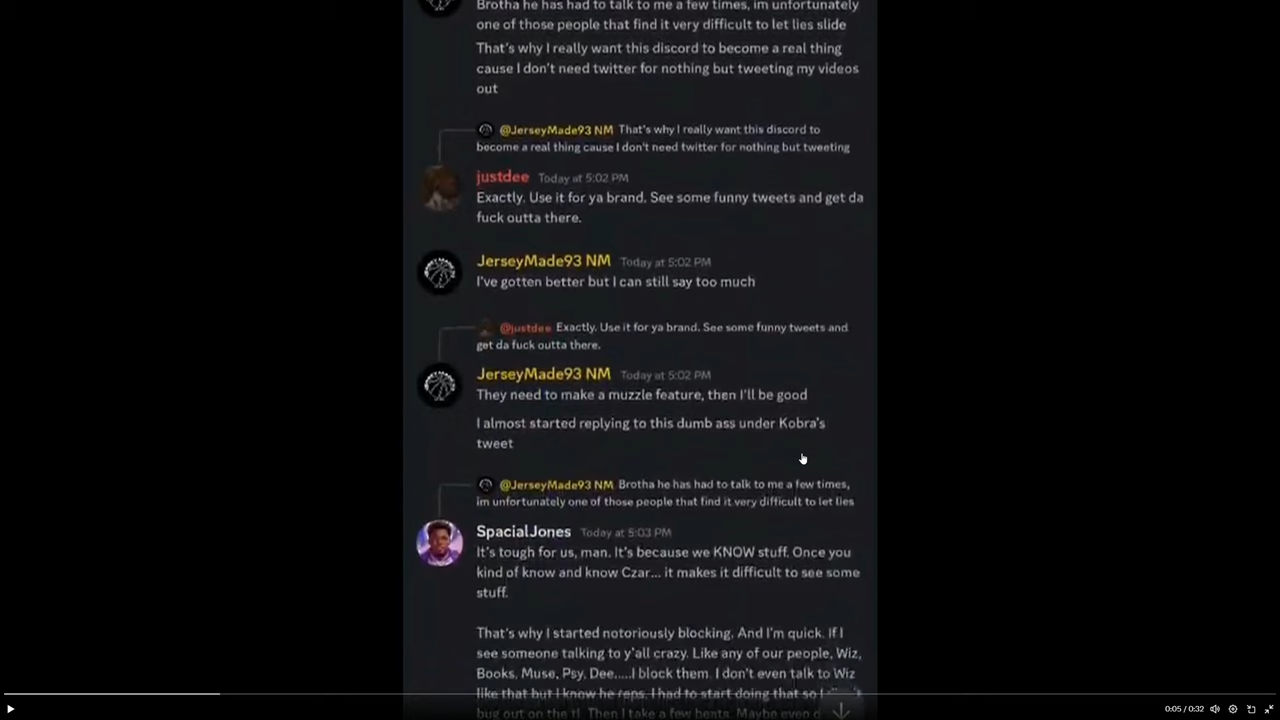 Brotha he has had to talk to me a few times, im unfortunately
one of those people that find it very difficult to let lies slide
That's why I really want this discord to become a real thing
cause I don't need twitter for nothing but tweeting my videos
out
@JerseyMade93 NM That's why I really want this discord to
become a real thing cause I don't need twitter for nothing but tweeting
justdee Today at 5:02 PM
Exactly. Use it for ya brand. See some funny tweets and get da
fuck outta there.
JerseyMade93 NM Today at 5:02 PM
I've gotten better but I can still say too much
@justdee Exactly. Use it for ya brand. See some funny tweets and
get da fuck outta there.
JerseyMade93 NM Today at 5:02 PM
They need to make a muzzle feature, then I'll be good
I almost started replying to this dumb ass under Kobra's
tweet
@JerseyMade93 NM Brotha he has had to talk to me a few times,
im unfortunately one of those people that find it very difficult to let lies
SpacialJones Today at 5:03 PM
It's tough for us, man. It's because we KNOW stuff. Once you
kind of know and know Czar... it makes it difficult to see some
stuff.
That's why I started notoriously blocking. And I'm quick. If I
see someone talking to y'all crazy. Like any of our people, Wiz,
Books, Muse, Psy, Dee.....I block them. I don't even talk to Wiz
like that but I know he reps. I had to start doing that so I
bug out on the tl. Then I take a few beats. Maybe even
0:05 / 0:32